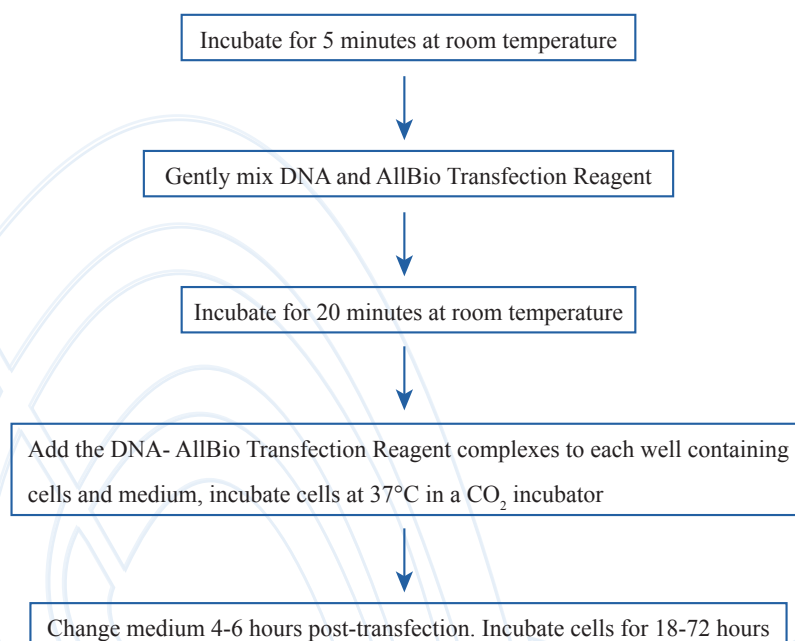 Incubate for 5 minutes at room temperature
Gently mix DNA and AllBio Transfection Reagent
Incubate for 20 minutes at room temperature
Add the DNA- AllBio Transfection Reagent complexes to each well containing
cells and medium, incubate cells at 37°C in a CO₂ incubator
Change medium 4-6 hours post-transfection. Incubate cells for 18-72 hours